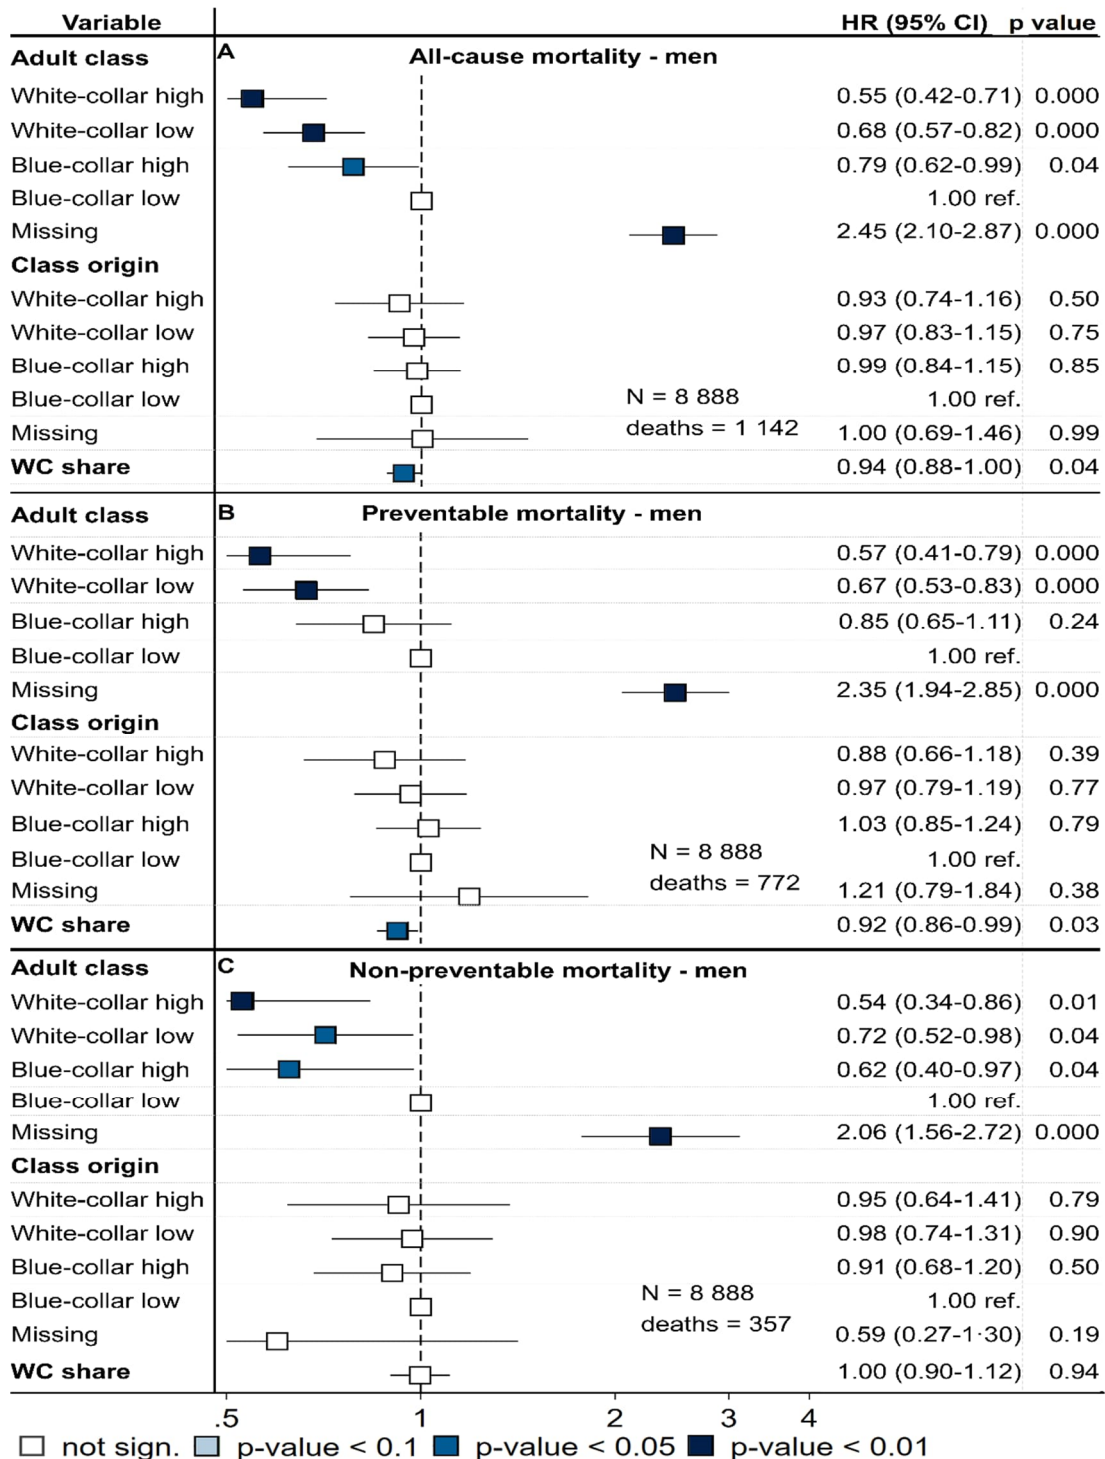 Variable HR (95% CI) p value
Adult class A All-cause mortality - men
White-collar high 0.55 (0.42-0.71) 0.000
White-collar low 0.68 (0.57-0.82) 0.000
Blue-collar high 0.79 (0.62-0.99) 0.04
Blue-collar low 1.00 ref.
Missing 2.45 (2.10-2.87) 0.000
Class origin
White-collar high 0.93 (0.74-1.16) 0.50
White-collar low 0.97 (0.83-1.15) 0.75
Blue-collar high 0.99 (0.84-1.15) 0.85
Blue-collar low N = 8 888 1.00 ref.
Missing deaths = 1 142 1.00 (0.69-1.46) 0.99
WC share 0.94 (0.88-1.00) 0.04
Adult class B Preventable mortality - men
White-collar high 0.57 (0.41-0.79) 0.000
White-collar low 0.67 (0.53-0.83) 0.000
Blue-collar high 0.85 (0.65-1.11) 0.24
Blue-collar low 1.00 ref.
Missing 2.35 (1.94-2.85) 0.000
Class origin
White-collar high 0.88 (0.66-1.18) 0.39
White-collar low 0.97 (0.79-1.19) 0.77
Blue-collar high 1.03 (0.85-1.24) 0.79
Blue-collar low N = 8 888 1.00 ref.
Missing deaths = 772 1.21 (0.79-1.84) 0.38
WC share 0.92 (0.86-0.99) 0.03
Adult class C Non-preventable mortality - men
White-collar high 0.54 (0.34-0.86) 0.01
White-collar low 0.72 (0.52-0.98) 0.04
Blue-collar high 0.62 (0.40-0.97) 0.04
Blue-collar low 1.00 ref.
Missing 2.06 (1.56-2.72) 0.000
Class origin
White-collar high 0.95 (0.64-1.41) 0.79
White-collar low 0.98 (0.74-1.31) 0.90
Blue-collar high 0.91 (0.68-1.20) 0.50
Blue-collar low N = 8 888 1.00 ref.
Missing deaths = 357 0.59 (0.27-1·30) 0.19
WC share 1.00 (0.90-1.12) 0.94
.5 1 2 3 4
not sign. p-value < 0.1 p-value < 0.05 p-value < 0.01